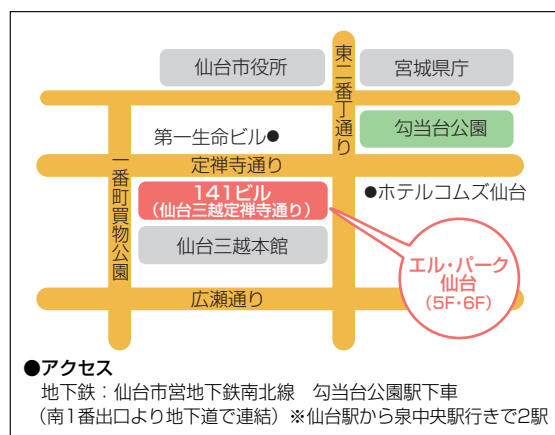 仙台市役所
東二番丁通り
宮城県庁
勾当台公園
第一生命ビル●
定禅寺通り
一番町買物公園
141ビル
(仙台三越定禅寺通り)
●ホテルコムズ仙台
仙台三越本館
エル・パーク
仙台
(5F・6F)
広瀬通り
●アクセス
地下鉄：仙台市営地下鉄南北線　勾当台公園駅下車
(南1番出口より地下道で連結) ※仙台駅から泉中央駅行きで2駅